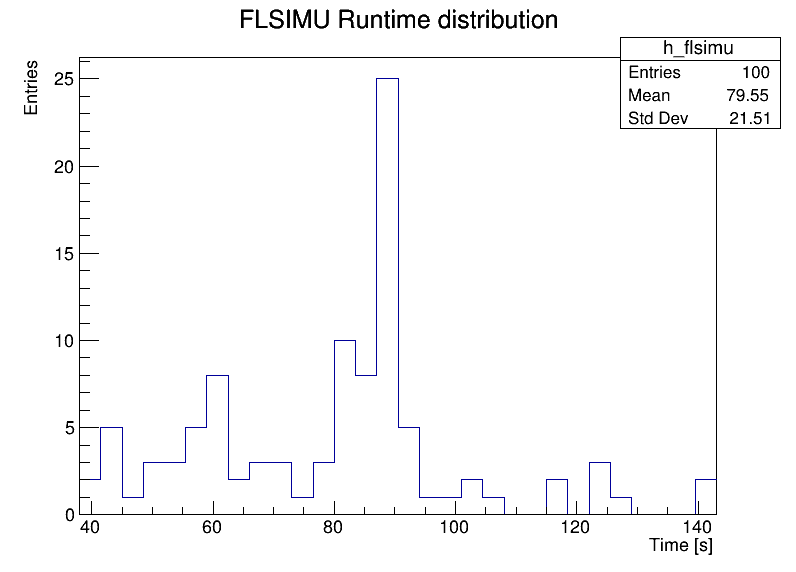 FLSIMU Runtime distribution
h_flsimu
Entries 100
Mean 79.55
Std Dev 21.51
Entries
25
20
15
10
5
0
40 60 80 100 120 140
Time [s]